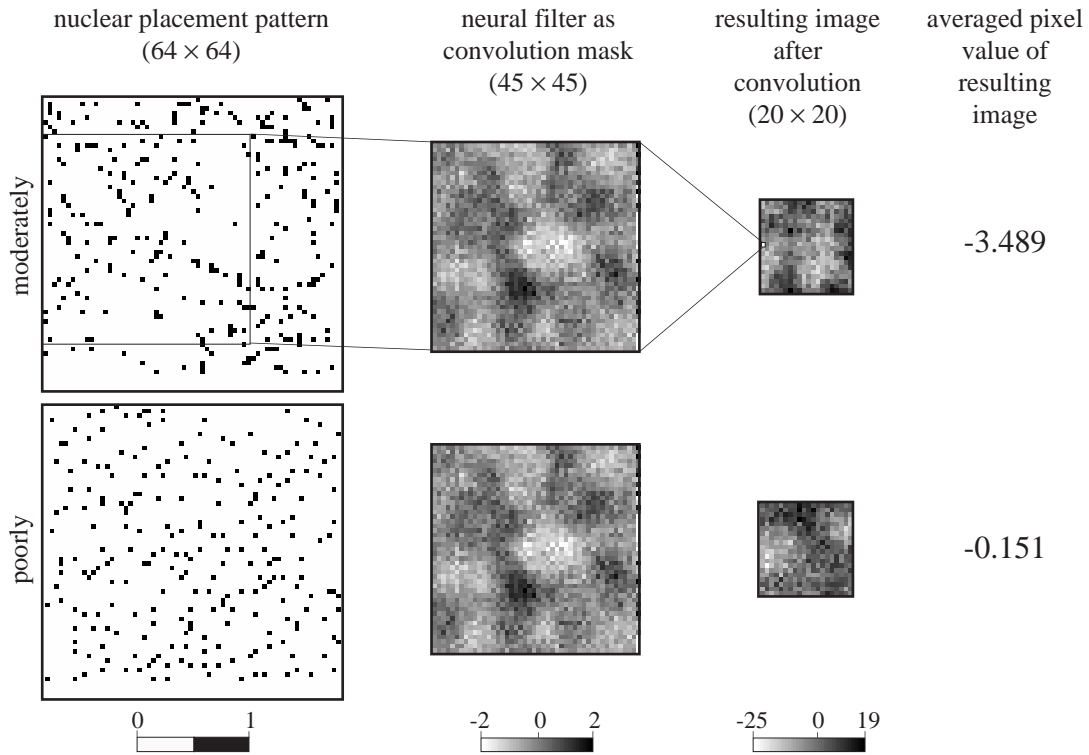 nuclear placement pattern
(64 × 64)
neural filter as
convolution mask
(45 × 45)
resulting image
after
convolution
(20 × 20)
averaged pixel
value of
resulting
image
moderately
-3.489
poorly
-0.151
0 1
-2 0 2
-25 0 19